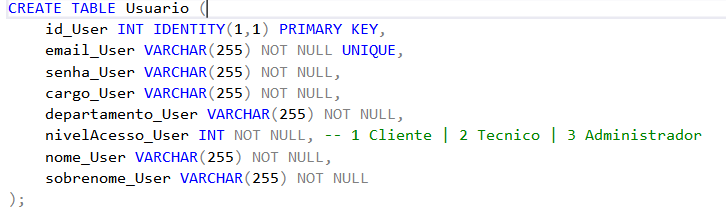 CREATE TABLE Usuario (
    id_User INT IDENTITY(1,1) PRIMARY KEY,
    email_User VARCHAR(255) NOT NULL UNIQUE,
    senha_User VARCHAR(255) NOT NULL,
    cargo_User VARCHAR(255) NOT NULL,
    departamento_User VARCHAR(255) NOT NULL,
    nivelAcesso_User INT NOT NULL, -- 1 Cliente | 2 Tecnico | 3 Administrador
    nome_User VARCHAR(255) NOT NULL,
    sobrenome_User VARCHAR(255) NOT NULL
);